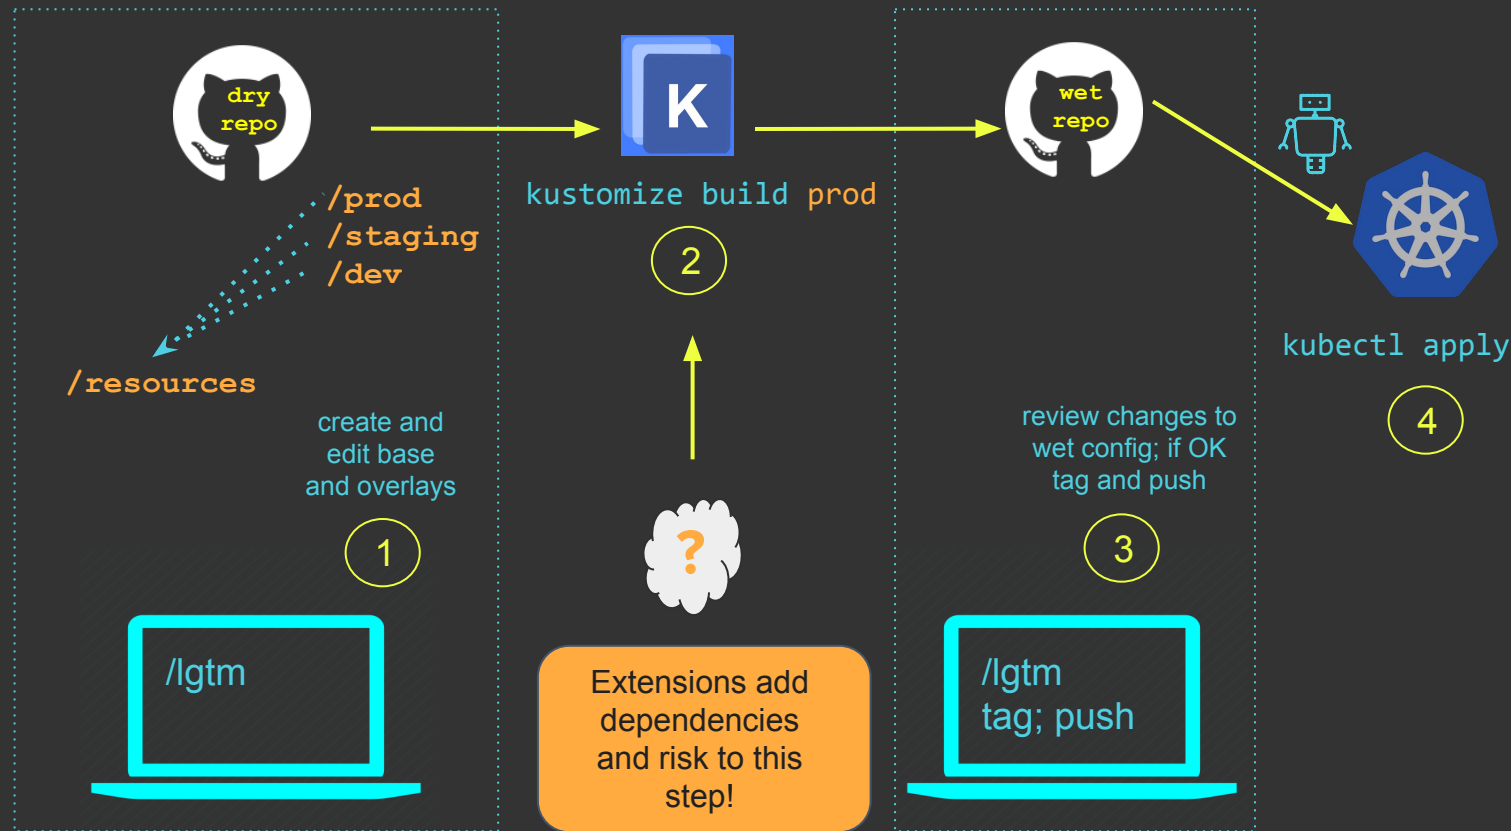 dry
repo
/prod
/staging
/dev
/resources
create and
edit base
and overlays
1
/lgtm
K
kustomize build prod
2
?
Extensions add
dependencies
and risk to this
step!
wet
repo
review changes to
wet config; if OK
tag and push
3
/lgtm
tag; push
kubectl apply
4